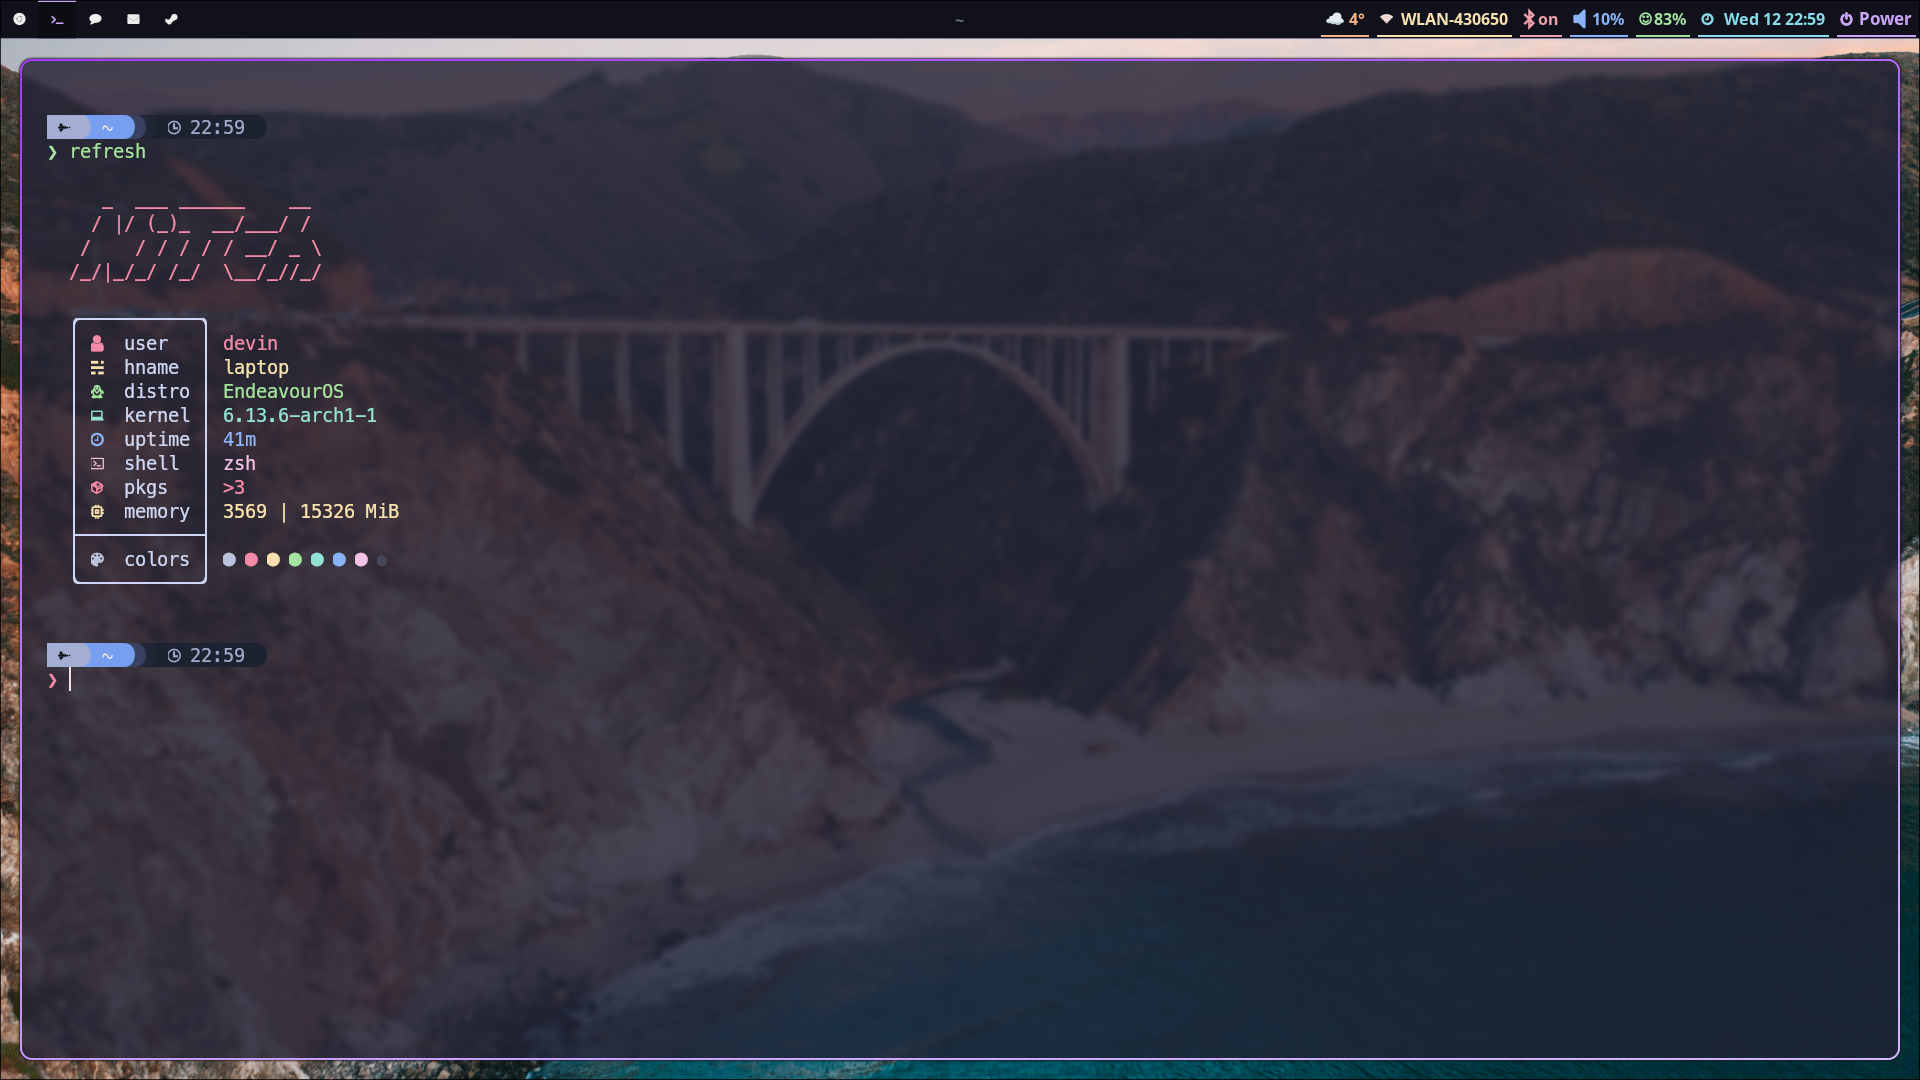 ~
4°
WLAN-430650
on
10%
83%
Wed 12 22:59
Power
~ 22:59
❯ refresh
   _  ___ ______    __
  / |/ (_)_  __/___/ /
 /    / / / / / __/ _ \
/_/|_/_/ /_/  \__/_//_/
user devin
hname laptop
distro EndeavourOS
kernel 6.13.6-arch1-1
uptime 41m
shell zsh
pkgs >3
memory 3569 | 15326 MiB
colors
~ 22:59
❯